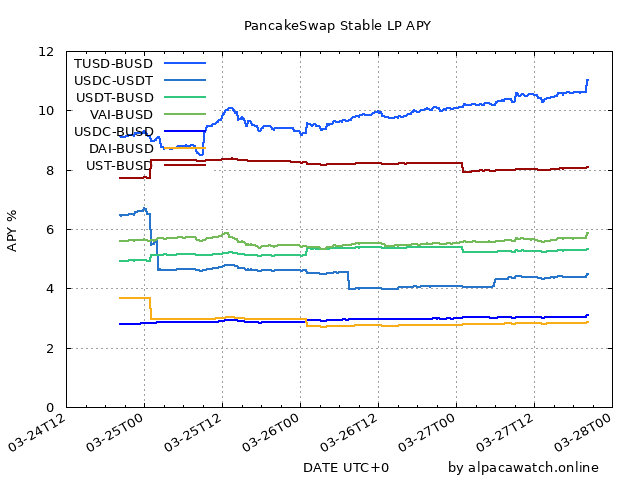 PancakeSwap Stable LP APY
12
10
8
6
4
2
0
APY %
TUSD-BUSD
USDC-USDT
USDT-BUSD
VAI-BUSD
USDC-BUSD
DAI-BUSD
UST-BUSD
03-24T12
03-25T00
03-25T12
03-26T00
03-26T12
03-27T00
03-27T12
03-28T00
DATE UTC+0
by alpacawatch.online